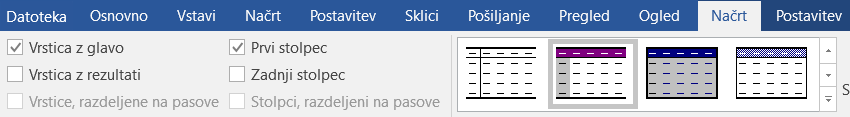 Datoteka Osnovno Vstavi Načrt Postavitev Sklici Pošiljanje Pregled Ogled Načrt Postavitev
Vrstica z glavo Prvi stolpec
Vrstica z rezultati Zadnji stolpec
Vrstice, razdeljene na pasove Stolpci, razdeljeni na pasove
S